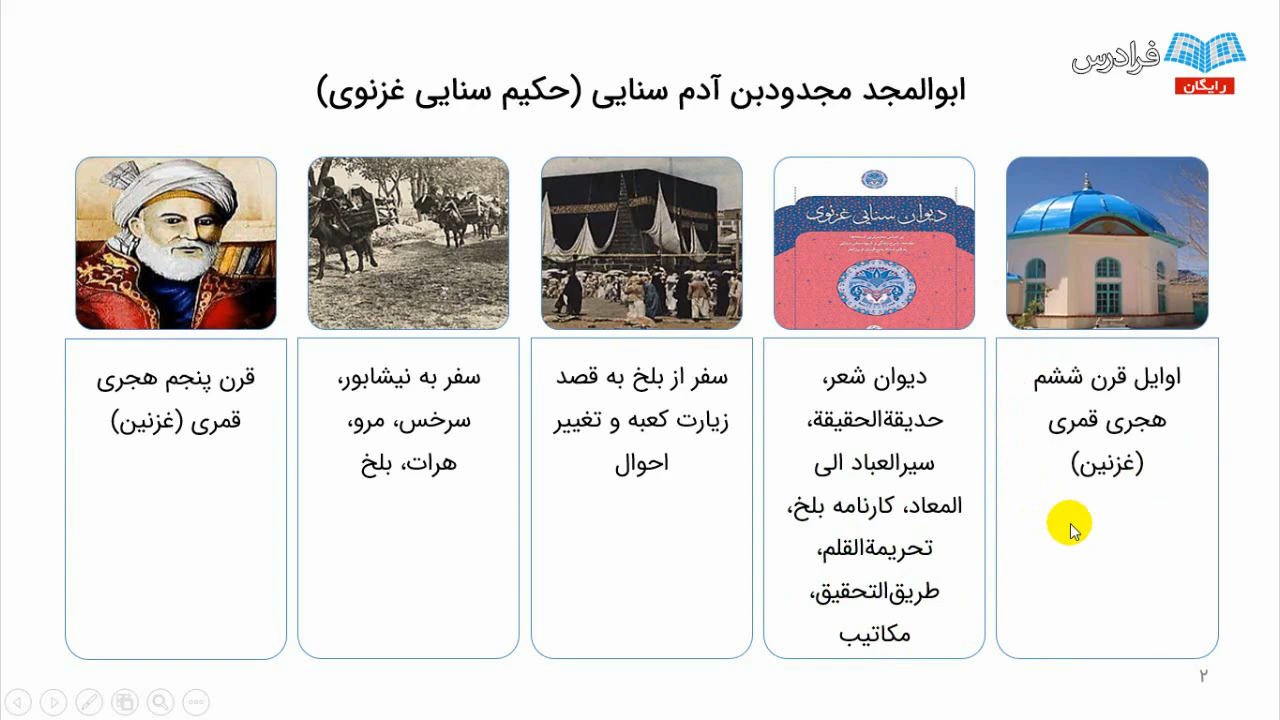 فرادرس
رایگان
ابوالمجد مجدودبن آدم سنایی (حکیم سنایی غزنوی)
دیوان سنایی غزنوی
قرن پنجم هجری
قمری (غزنین)
سفر به نیشابور،
سرخس، مرو،
هرات، بلخ
سفر از بلخ به قصد
زیارت کعبه و تغییر
احوال
دیوان شعر،
حدیقةالحقیقة،
سیرالعباد الی
المعاد، کارنامه بلخ،
تحریمةالقلم،
طریق‌التحقیق،
مکاتیب
اوایل قرن ششم
هجری قمری
(غزنین)
۲